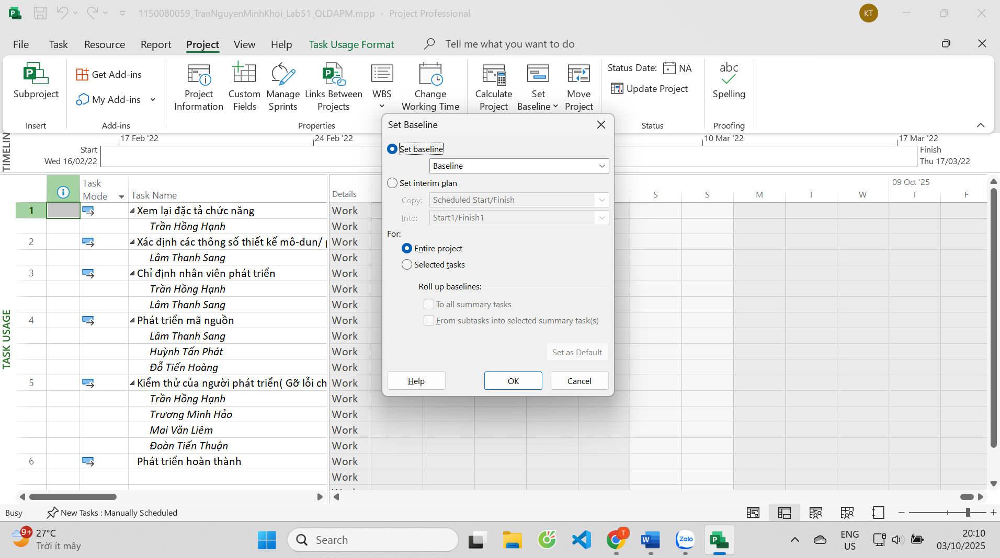 1150080059_TranNguyenMinhKhoi_Lab51_QLDAPM.mpp - Project Professional
KT
File Task Resource Report Project View Help Task Usage Format Tell me what you want to do
Subproject
Insert
Get Add-ins
My Add-ins
Add-ins
Project Information
Custom Fields
Manage Sprints
Links Between Projects
WBS
Change Working Time
Properties
Calculate Project
Set Baseline
Move Project
Status Date: NA
Update Project
Status
abc
Spelling
Proofing
TIMELIN
17 Feb '22
24 Feb '22
10 Mar '22
17 Mar '22
Start
Wed 16/02/22
Finish
Thu 17/03/22
Set Baseline
Set baseline
Baseline
Set interim plan
Copy: Scheduled Start/Finish
Into: Start1/Finish1
For:
Entire project
Selected tasks
Roll up baselines:
To all summary tasks
From subtasks into selected summary task(s)
Set as Default
Help OK Cancel
TASK USAGE
Task Mode Task Name Details
09 Oct '25
S S M T W T F
1 Xem lại đặc tả chức năng Work
Trần Hồng Hạnh Work
2 Xác định các thông số thiết kế mô-đun/ Work
Lâm Thanh Sang Work
3 Chỉ định nhân viên phát triển Work
Trần Hồng Hạnh Work
Lâm Thanh Sang Work
4 Phát triển mã nguồn Work
Lâm Thanh Sang Work
Huỳnh Tấn Phát Work
Đỗ Tiến Hoàng Work
5 Kiểm thử của người phát triển( Gỡ lỗi ch Work
Trần Hồng Hạnh Work
Trương Minh Hảo Work
Mai Văn Liêm Work
Đoàn Tiến Thuận Work
6 Phát triển hoàn thành Work
Work
Busy New Tasks : Manually Scheduled
9+
27°C
Trời ít mây
Search
T
Zalo
ENG
US
20:10
03/10/2025